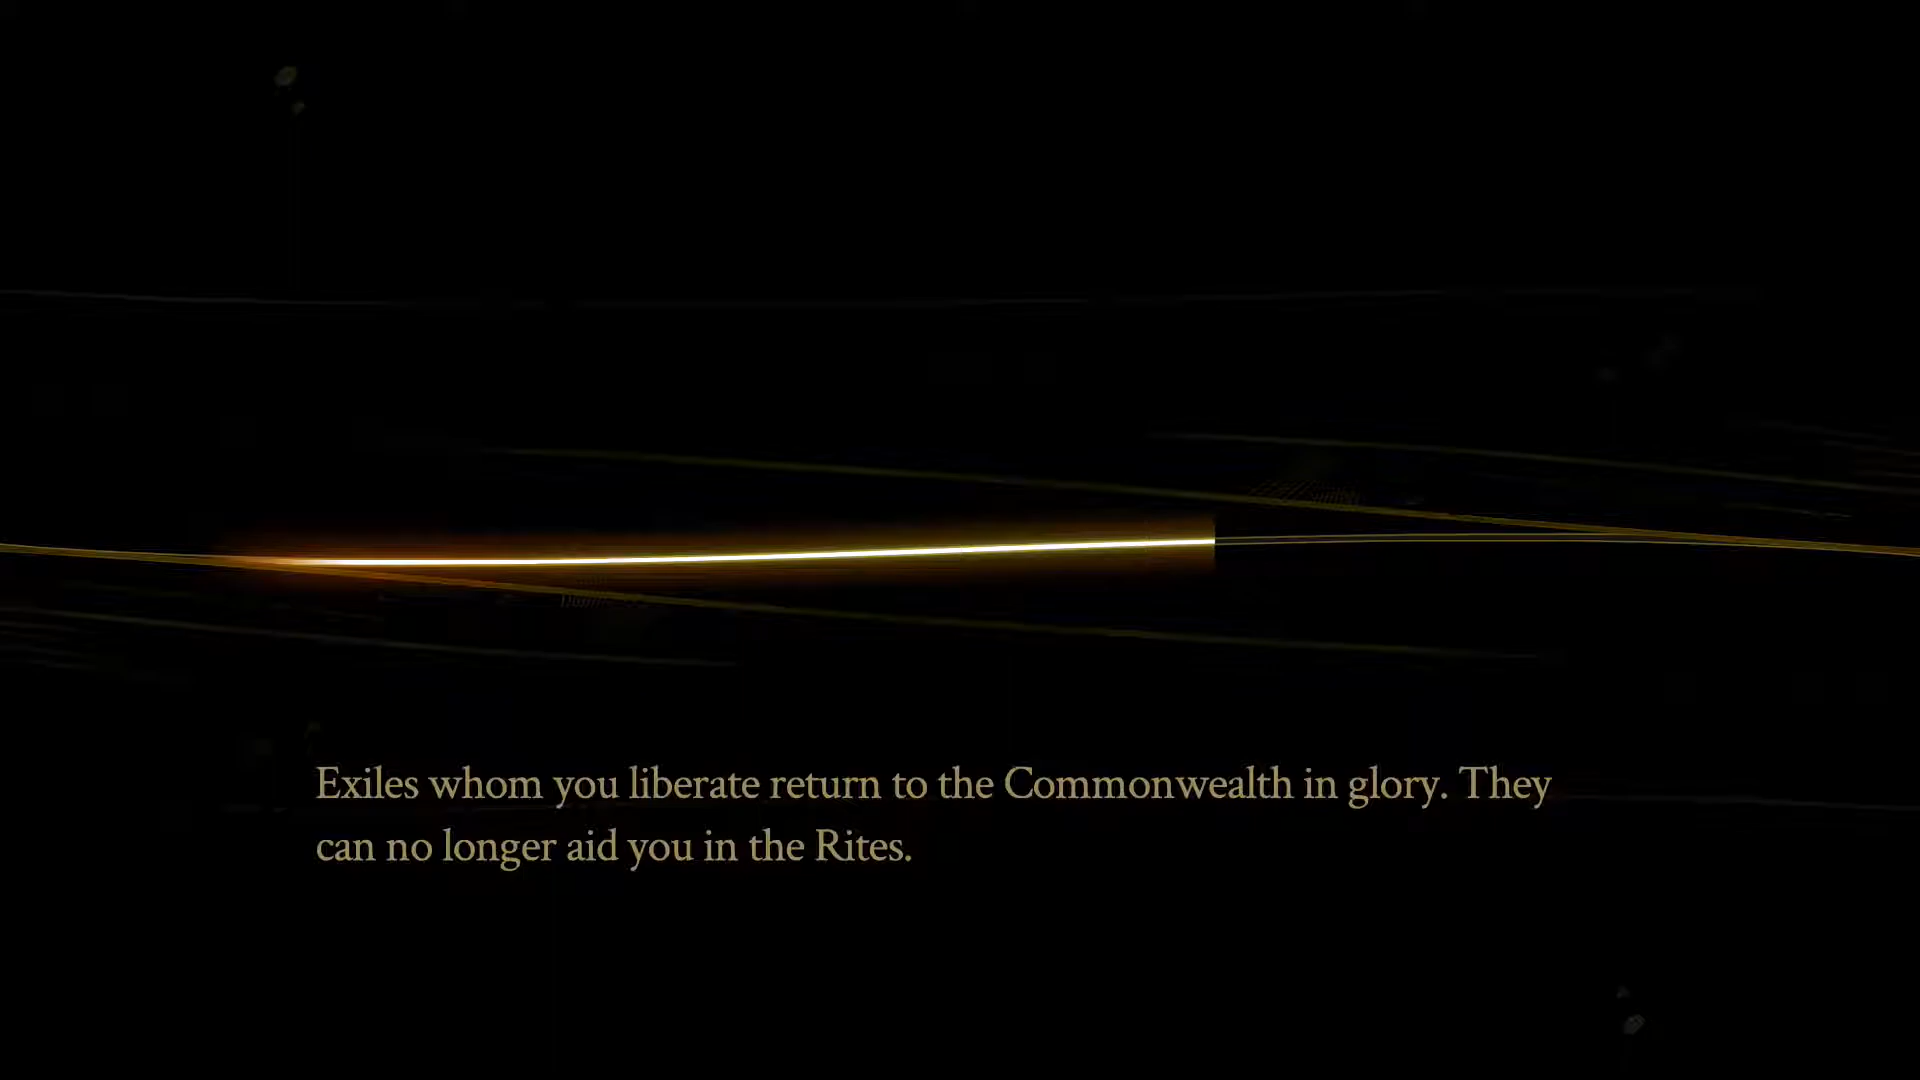 Exiles whom you liberate return to the Commonwealth in glory. They
can no longer aid you in the Rites.